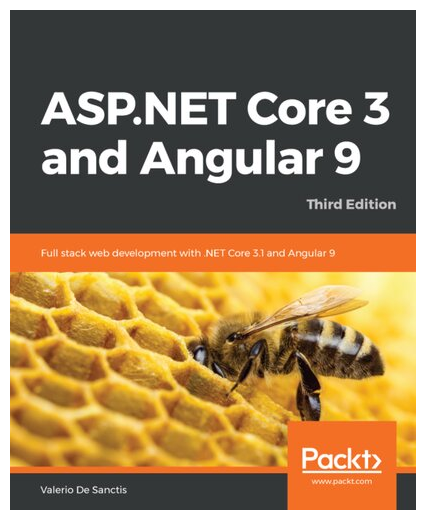 ASP.NET Core 3
and Angular 9
Third Edition
Full stack web development with .NET Core 3.1 and Angular 9
Packt>
www.packt.com
Valerio De Sanctis